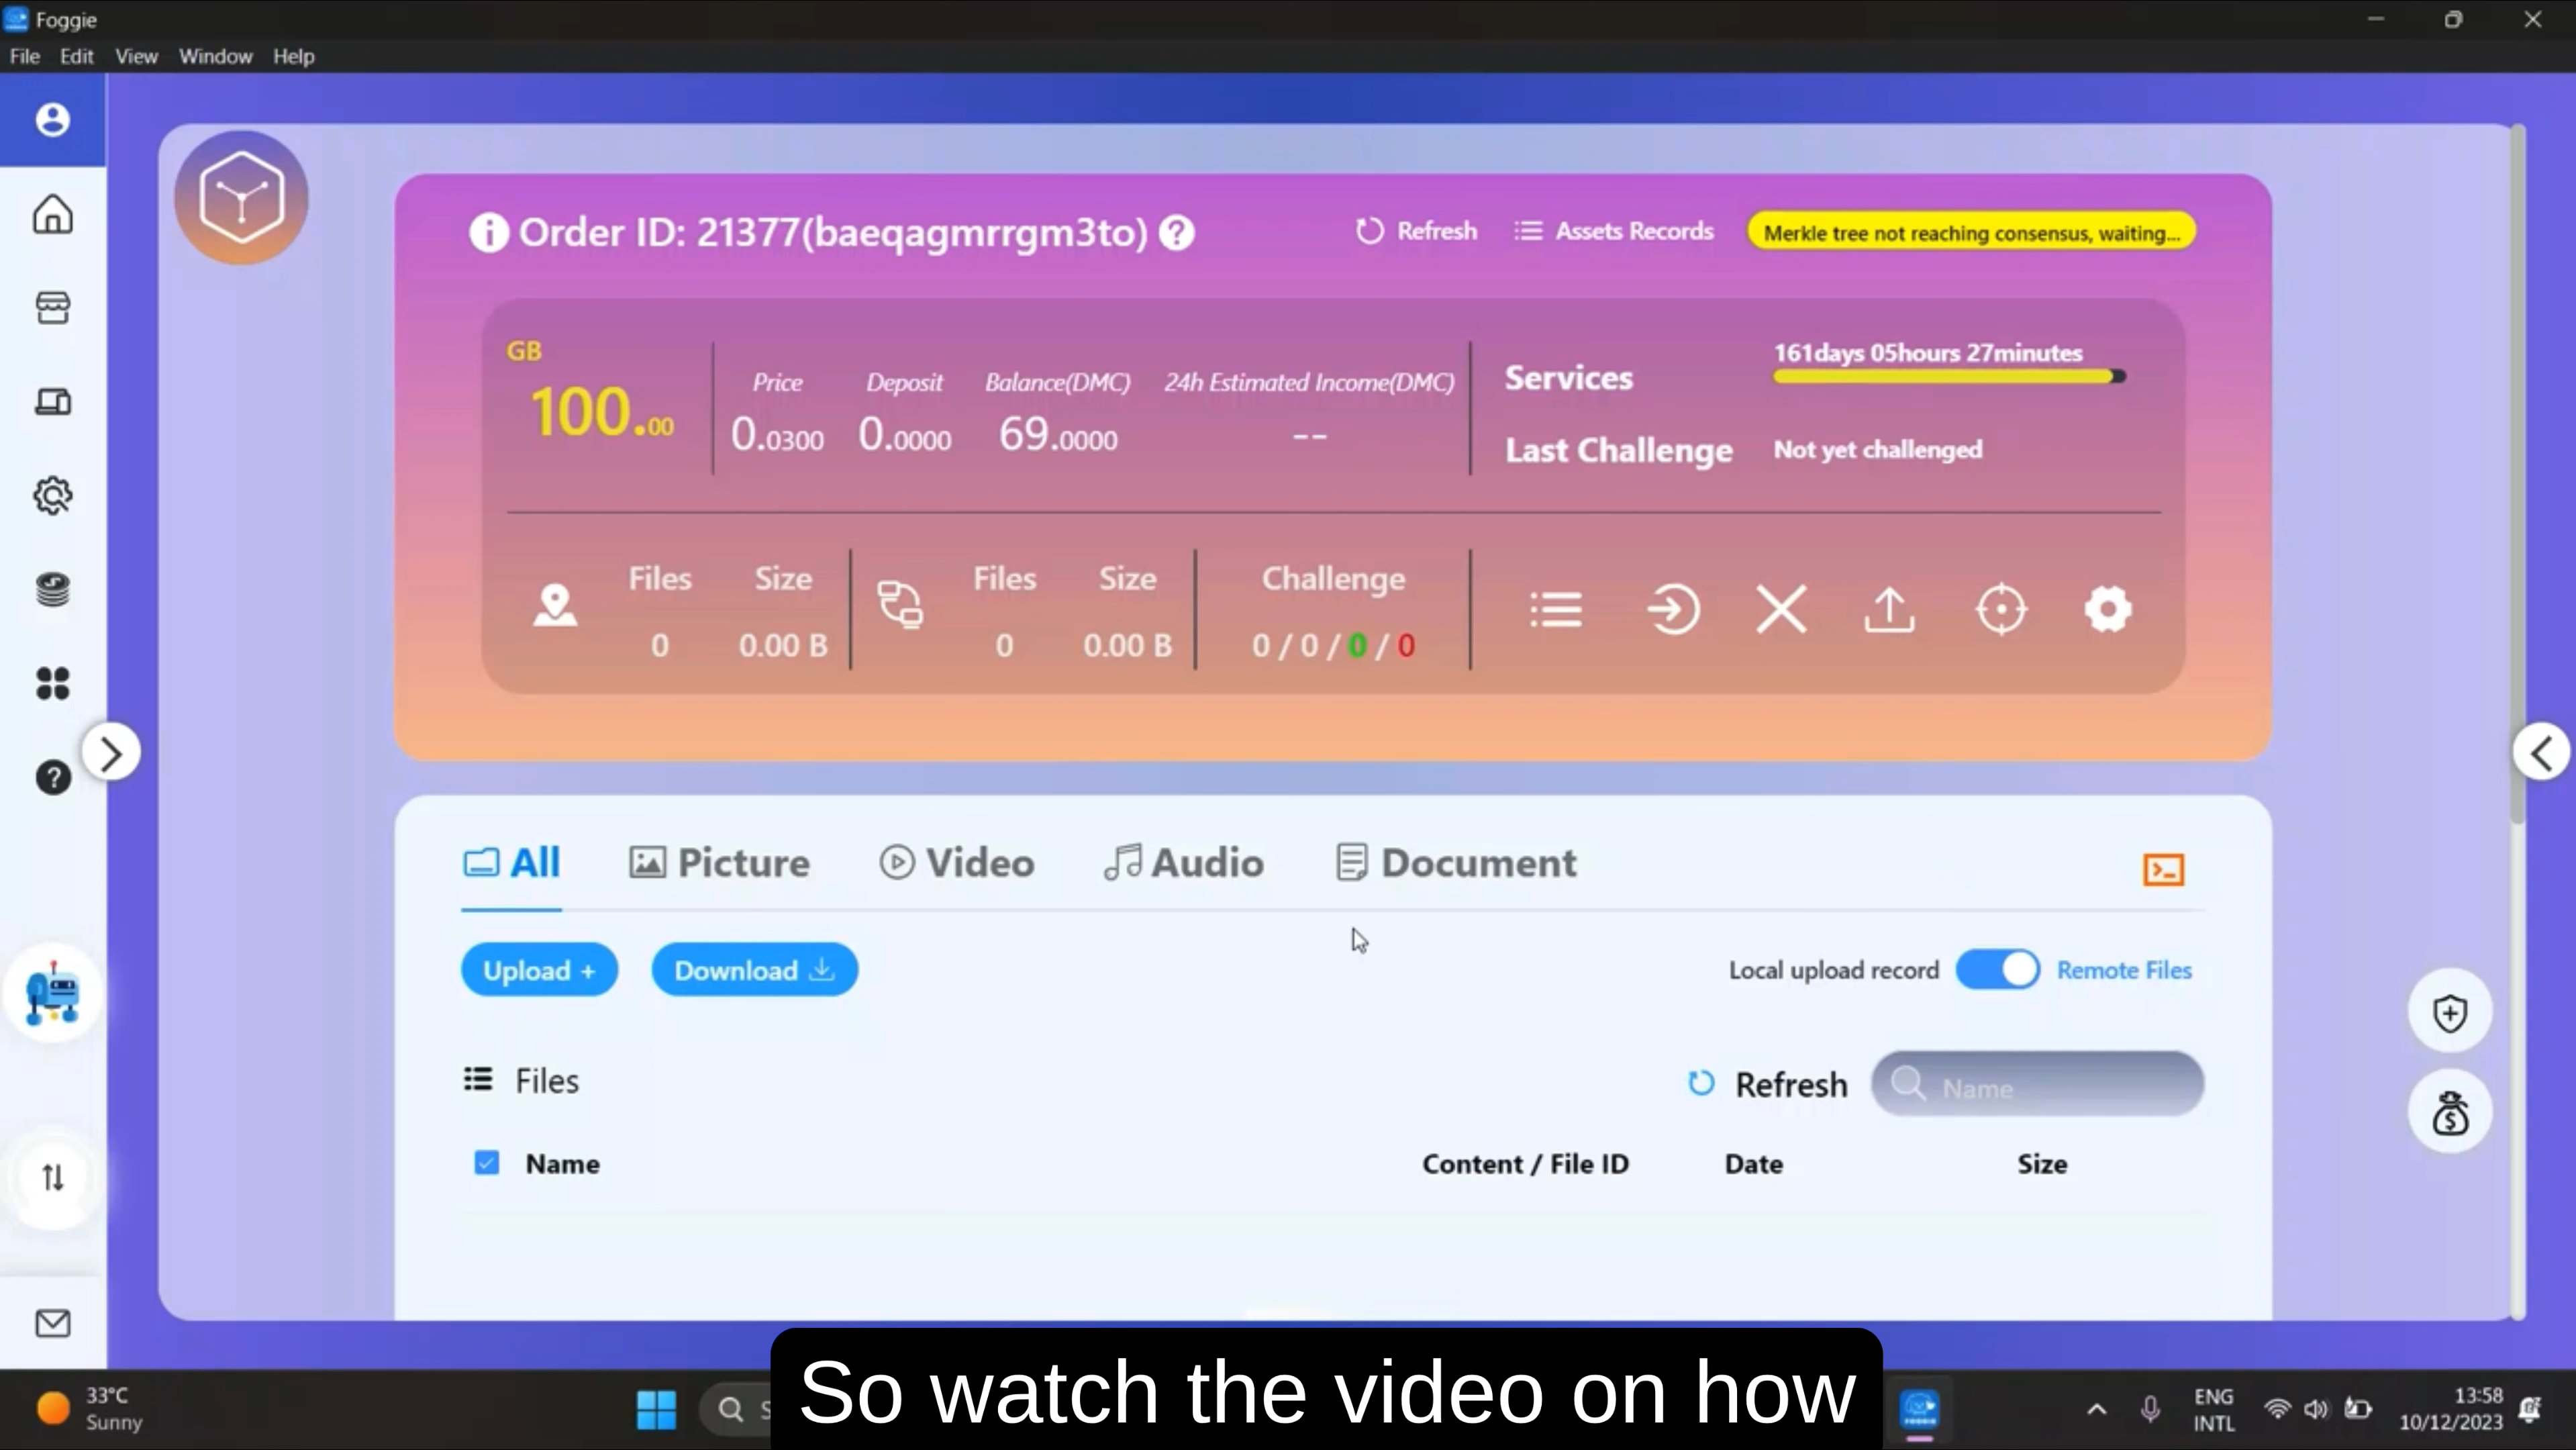 Foggie
File Edit View Window Help
Order ID: 21377(baeqagmrrgm3to) ?
Refresh
Assets Records
Merkle tree not reaching consensus, waiting...
GB
100.00
Price
0.0300
Deposit
0.0000
Balance(DMC)
69.0000
24h Estimated Income(DMC)
--
Services
161days 05hours 27minutes
Last Challenge
Not yet challenged
Files Size
0 0.00 B
Files Size
0 0.00 B
Challenge
0 / 0 / 0 / 0
All Picture Video Audio Document
Upload + Download
Local upload record Remote Files
Files
Refresh
Name
Name Content / File ID Date Size
So watch the video on how
33°C
Sunny
S
ENG
INTL
13:58
10/12/2023